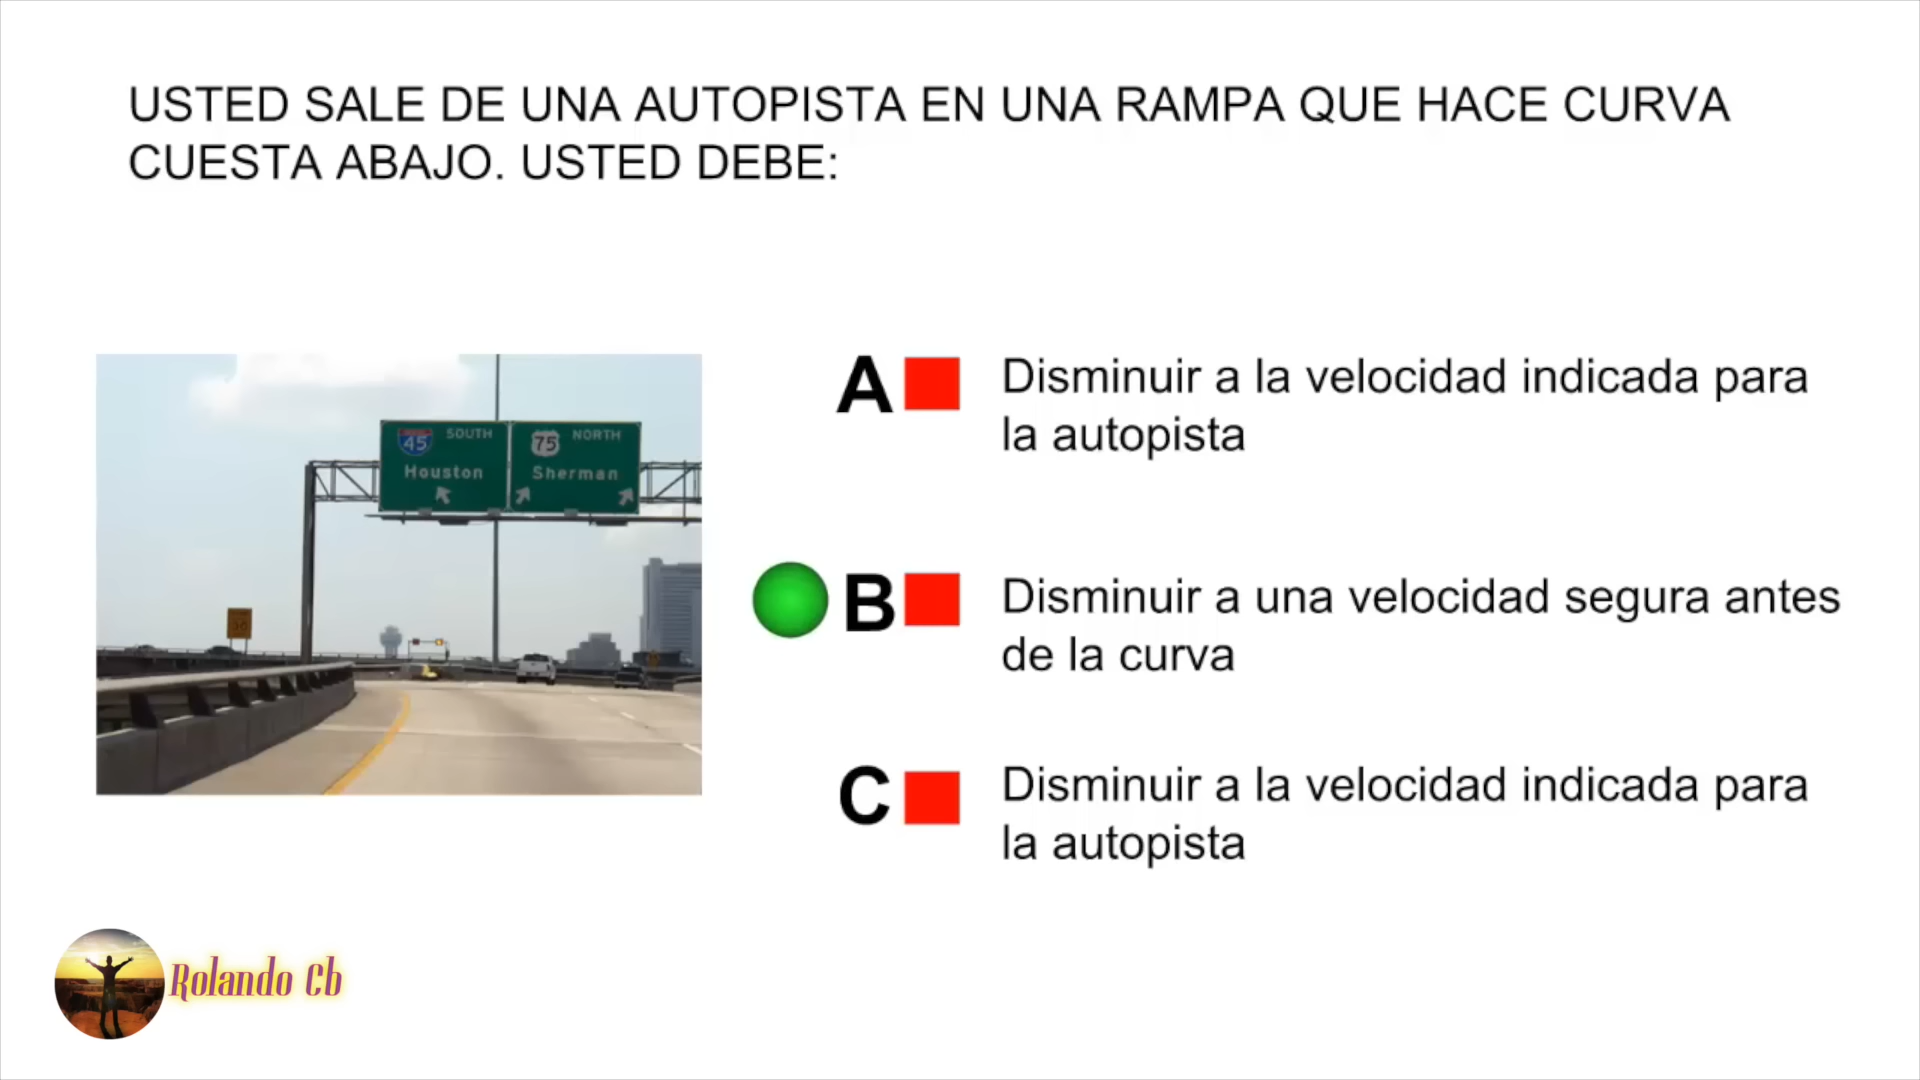 USTED SALE DE UNA AUTOPISTA EN UNA RAMPA QUE HACE CURVA
CUESTA ABAJO. USTED DEBE:
45 SOUTH
Houston
75 NORTH
Sherman
A Disminuir a la velocidad indicada para
la autopista
B Disminuir a una velocidad segura antes
de la curva
C Disminuir a la velocidad indicada para
la autopista
Rolando Cb